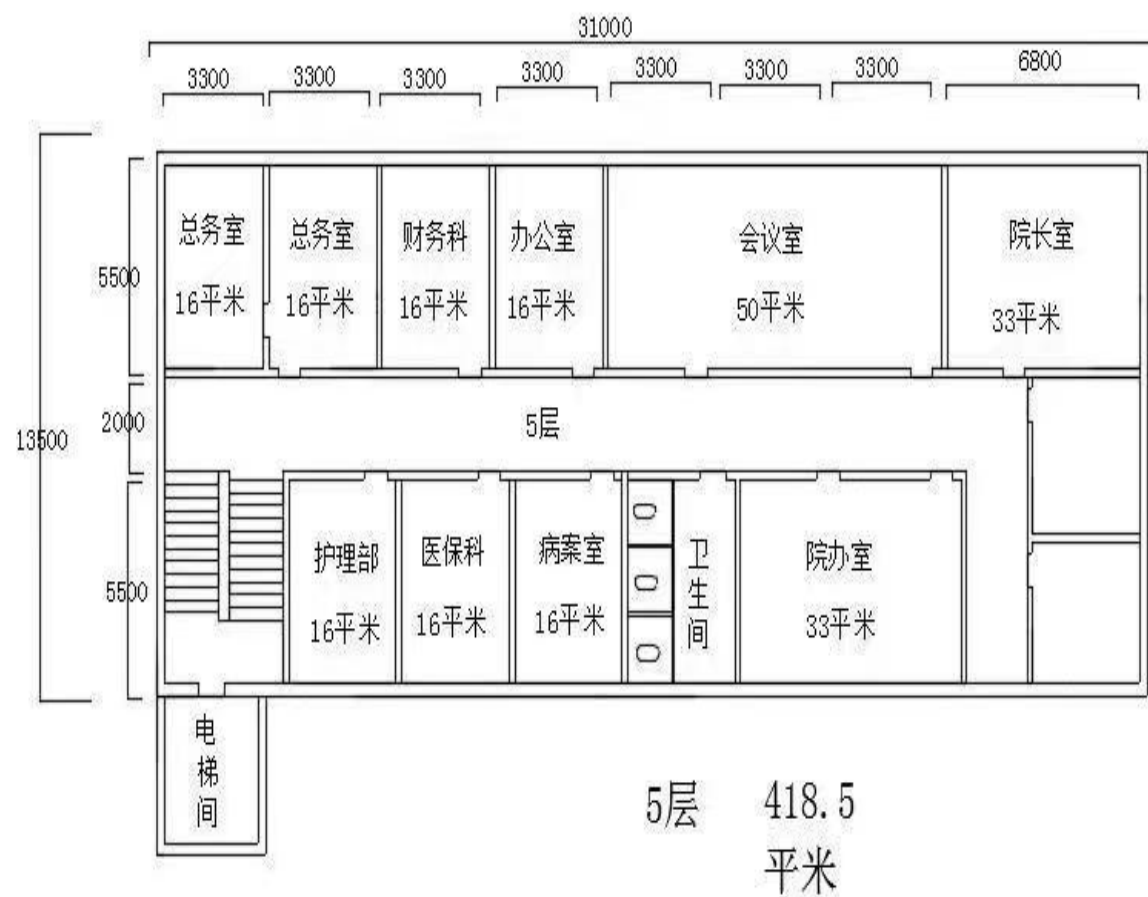 31000
3300 3300 3300 3300 3300 3300 3300 6800
总务室 总务室 财务科 办公室 会议室 院长室
16平米 16平米 16平米 16平米 50平米 33平米
5500
2000
13500
5层
5500
护理部 医保科 病案室 卫生间 院办室
16平米 16平米 16平米 33平米
电梯间
5层 418.5
平米